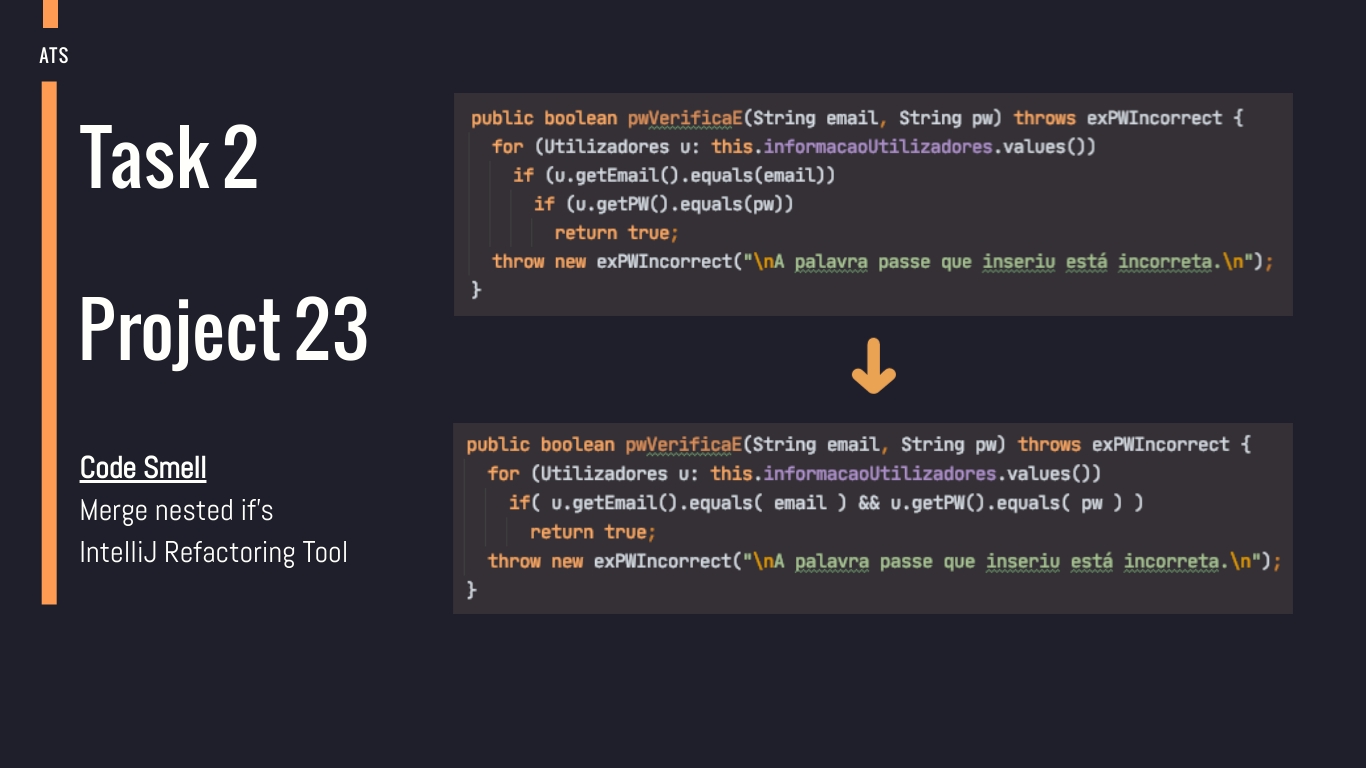 ATS
Task 2
Project 23
Code Smell
Merge nested if's
IntelliJ Refactoring Tool
public boolean pwVerificaE(String email, String pw) throws exPWIncorrect {
for (Utilizadores u: this.informacaoUtilizadores.values())
if (u.getEmail().equals(email))
if (u.getPW().equals(pw))
return true;
throw new exPWIncorrect("\nA palavra passe que inseriu está incorreta.\n");
}
public boolean pwVerificaE(String email, String pw) throws exPWIncorrect {
for (Utilizadores u: this.informacaoUtilizadores.values())
if( u.getEmail().equals( email ) && u.getPW().equals( pw ) )
return true;
throw new exPWIncorrect("\nA palavra passe que inseriu está incorreta.\n");
}